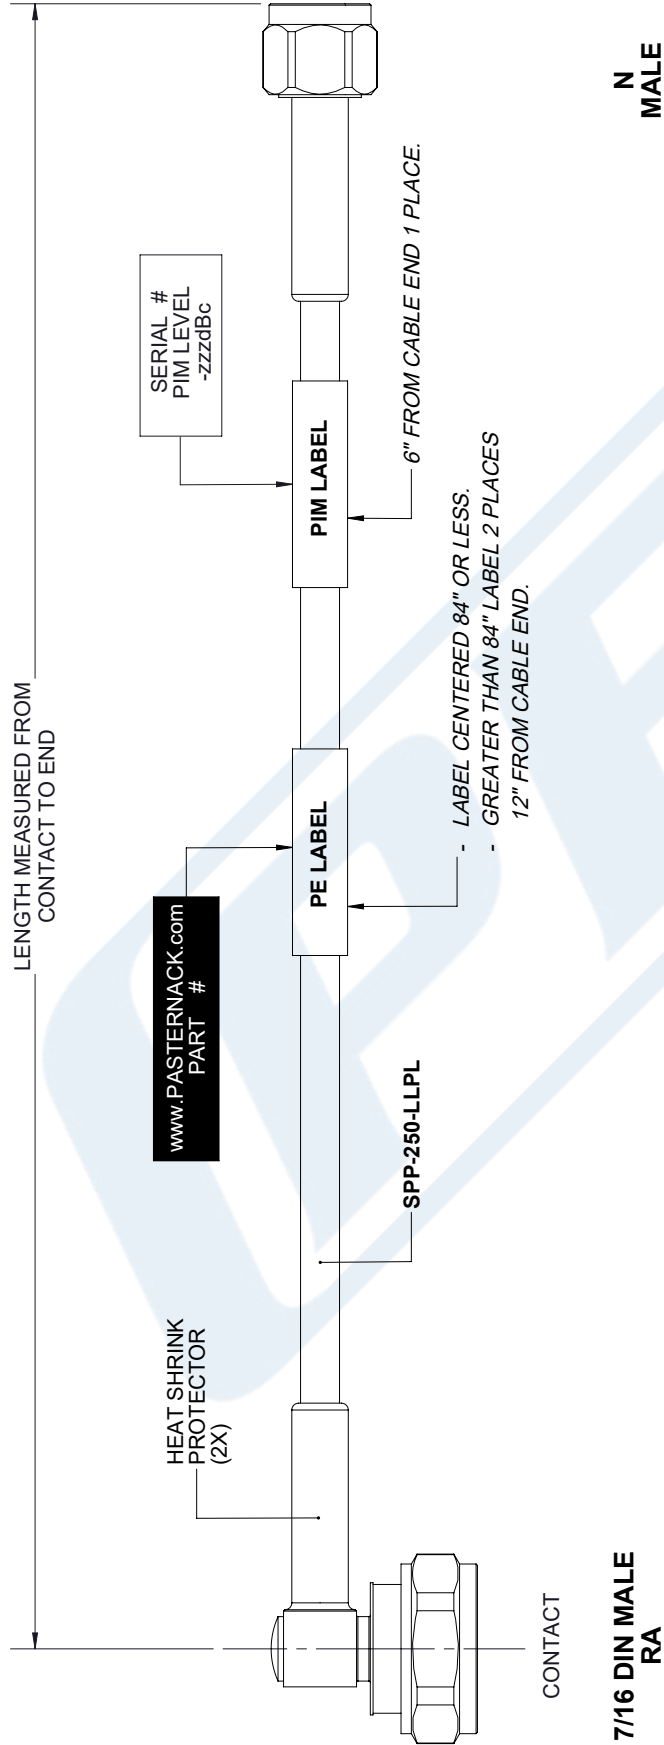 LENGTH MEASURED FROM
CONTACT TO END
HEAT SHRINK
PROTECTOR
(2X)
www.PASTERNACK.com
PART #
SERIAL #
PIM LEVEL
-zzzdBc
PE LABEL
PIM LABEL
SPP-250-LLPL
- LABEL CENTERED 84" OR LESS.
- GREATER THAN 84" LABEL 2 PLACES
12" FROM CABLE END.
6" FROM CABLE END 1 PLACE.
CONTACT
7/16 DIN MALE
RA
N
MALE